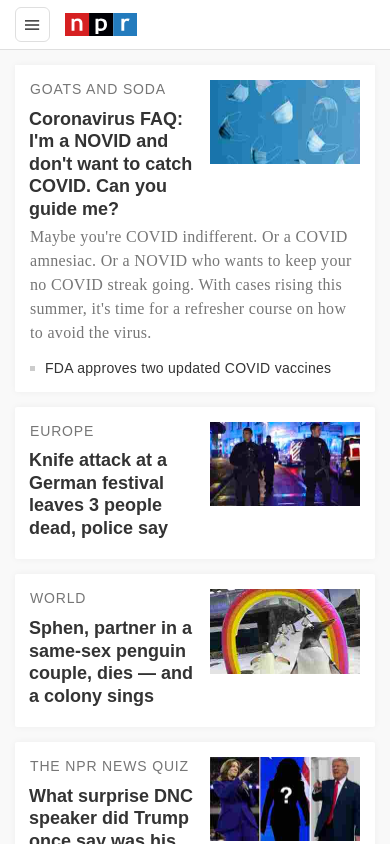 npr
GOATS AND SODA
Coronavirus FAQ:
I'm a NOVID and
don't want to catch
COVID. Can you
guide me?
Maybe you're COVID indifferent. Or a COVID
amnesiac. Or a NOVID who wants to keep your
no COVID streak going. With cases rising this
summer, it's time for a refresher course on how
to avoid the virus.
FDA approves two updated COVID vaccines
EUROPE
Knife attack at a
German festival
leaves 3 people
dead, police say
WORLD
Sphen, partner in a
same-sex penguin
couple, dies — and
a colony sings
THE NPR NEWS QUIZ
What surprise DNC
speaker did Trump
once say was his
?